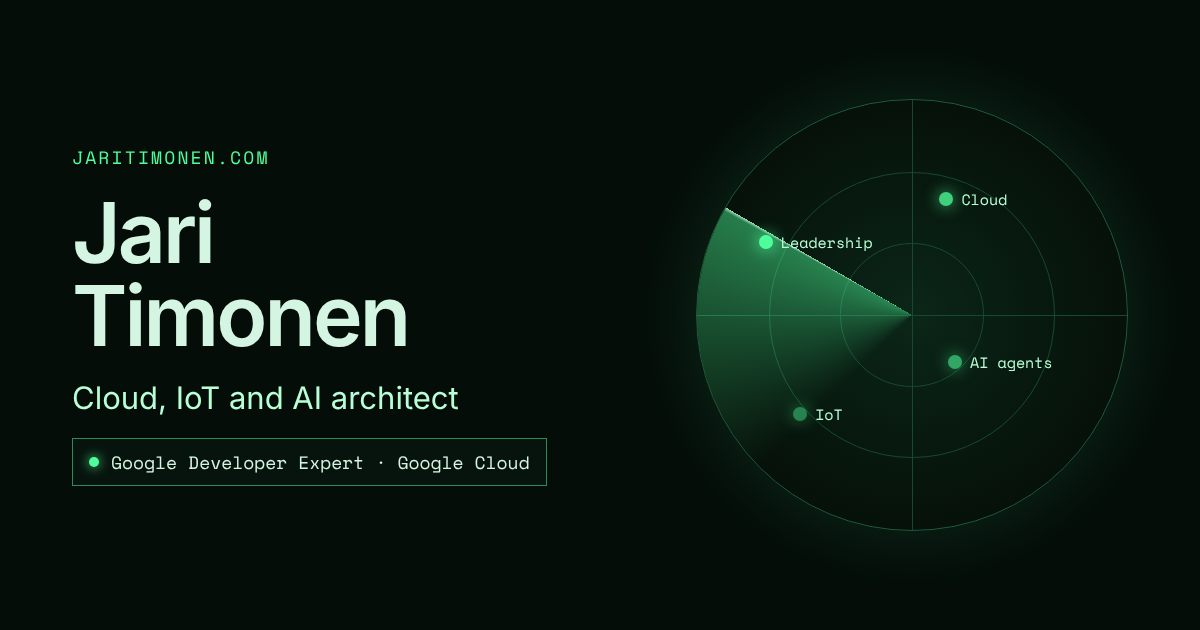 JARITIMONEN.COM
Jari
Timonen
Cloud, IoT and AI architect
Google Developer Expert · Google Cloud
Cloud
Leadership
AI agents
IoT